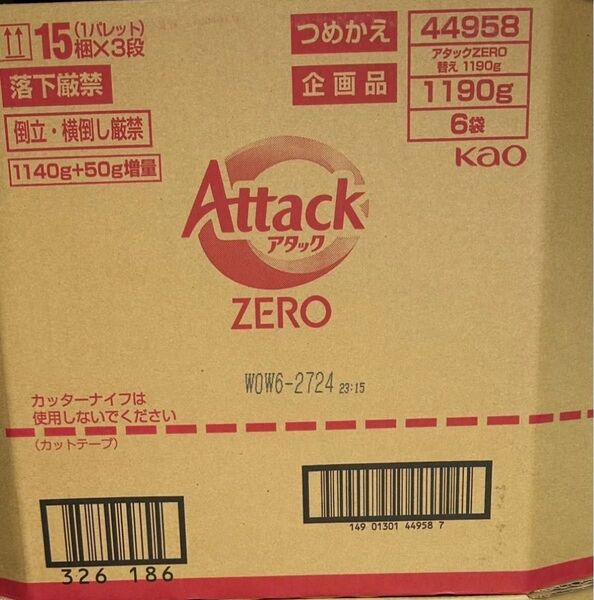 (1パレット)
15梱×3段
落下厳禁
倒立・横倒し厳禁
1140g+50g増量
つめかえ
企画品
44958
アタックZERO
替え 1190g
1190g
6袋
Kao
Attack
アタック
ZERO
WOW6-2724 23:15
カッターナイフは
使用しないでください
(カットテープ)
149 01301 44958 7
326 186